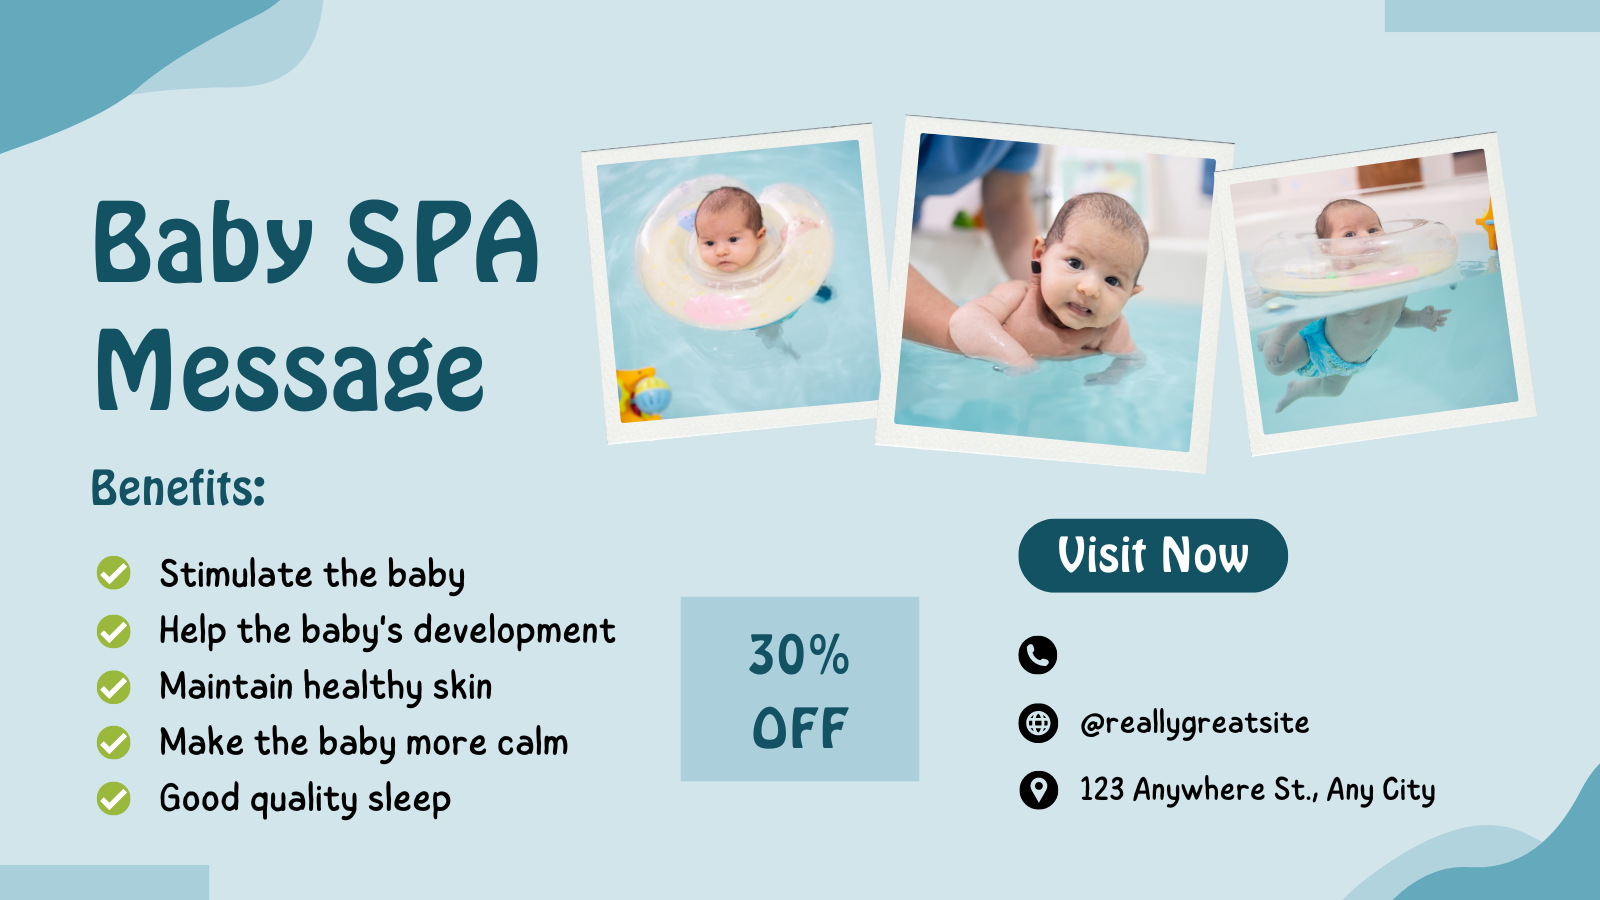 Baby SPA
Message
Benefits:
Stimulate the baby
Help the baby's development
Maintain healthy skin
Make the baby more calm
Good quality sleep
30%
OFF
Visit Now
@reallygreatsite
123 Anywhere St., Any City